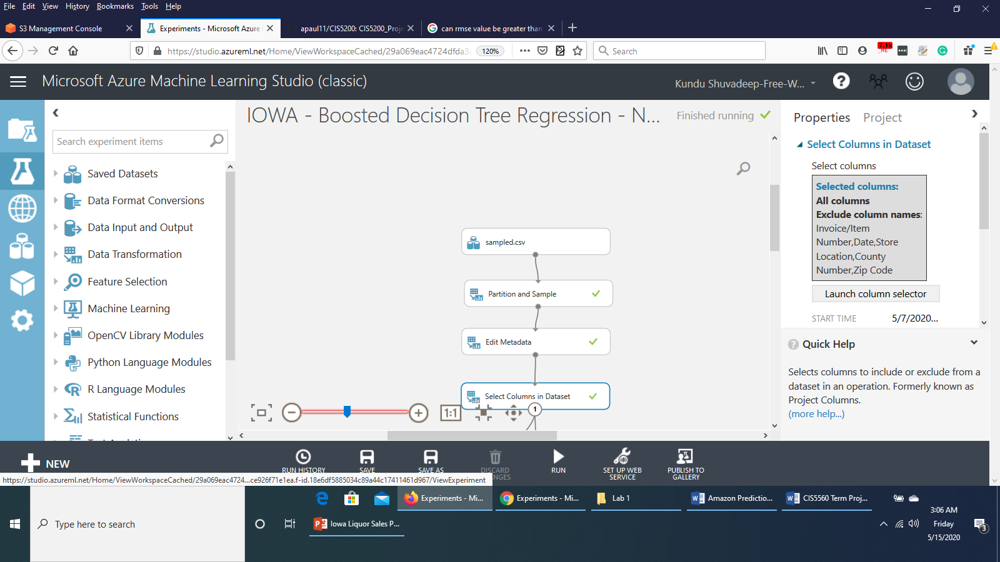 File Edit View History Bookmarks Tools Help
S3 Management Console
Experiments - Microsoft Azure
apaul11/CIS5200: CIS5200_Proje
can rmse value be greater than
https://studio.azureml.net/Home/ViewWorkspaceCached/29a069eac4724dfda3
120%
Search
7.1k
ME
Microsoft Azure Machine Learning Studio (classic)
Kundu Shuvadeep-Free-W...
IOWA - Boosted Decision Tree Regression - N...
Finished running
Search experiment items
Saved Datasets
Data Format Conversions
Data Input and Output
Data Transformation
Feature Selection
Machine Learning
OpenCV Library Modules
Python Language Modules
R Language Modules
Statistical Functions
sampled.csv
Partition and Sample
Edit Metadata
Select Columns in Dataset
1
1:1
Properties Project
Select Columns in Dataset
Select columns
Selected columns:
All columns
Exclude column names:
Invoice/Item
Number,Date,Store
Location,County
Number,Zip Code
Launch column selector
START TIME 5/7/2020...
Quick Help
Selects columns to include or exclude from a
dataset in an operation. Formerly known as
Project Columns.
(more help...)
NEW
RUN HISTORY
SAVE
SAVE AS
DISCARD
RUN
SET UP WEB
SERVICE
PUBLISH TO
GALLERY
https://studio.azureml.net/Home/ViewWorkspaceCached/29a069eac4724...ce926f71e1ea.f-id.18e6df5885034c89a44c17411461d967/ViewExperiment
Experiments - Mi...
Experiments - Mi...
Lab 1
Amazon Predictio...
CIS5560 Term Proj...
Type here to search
Iowa Liquor Sales P...
3:06 AM
Friday
5/15/2020
3